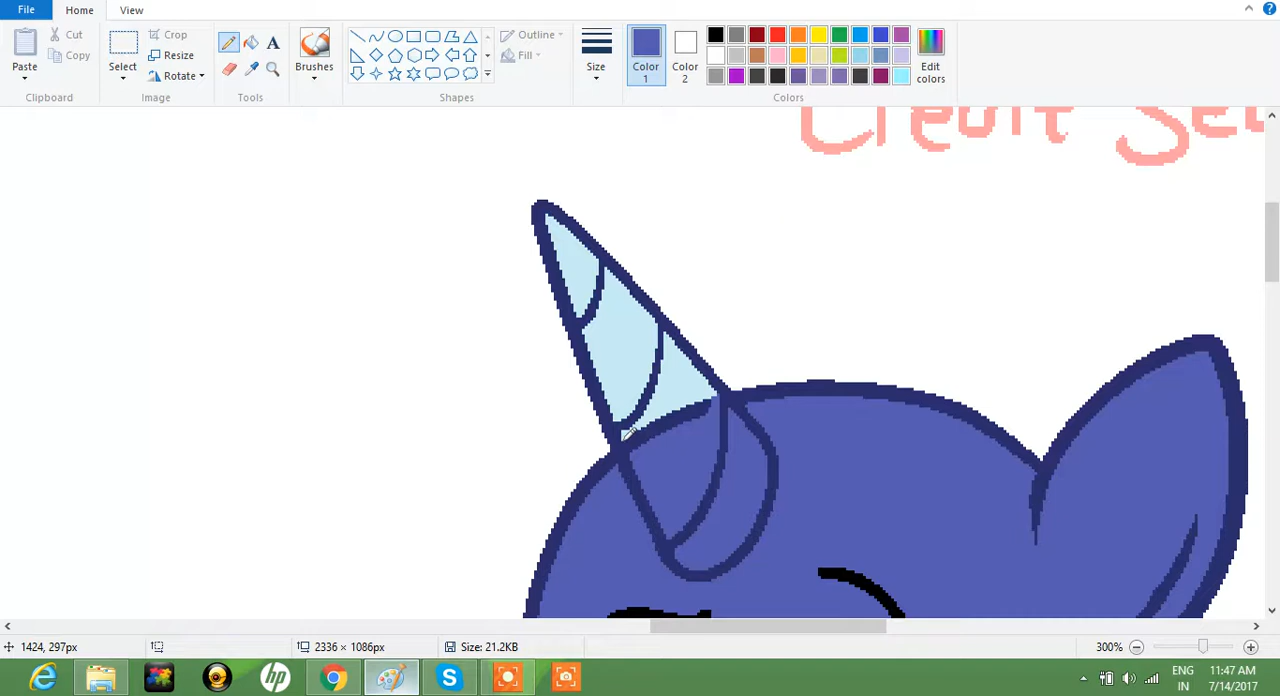 File Home View
Paste
Cut
Copy
Clipboard
Select
Crop
Resize
Rotate
Image
A
Tools
Brushes
Outline
Fill
Shapes
Size
Color
1
Color
2
Edit
colors
Colors
Credit
1424, 297px
2336 × 1086px
Size: 21.2KB
300%
hp
S
ENG
IN
11:47 AM
7/14/2017